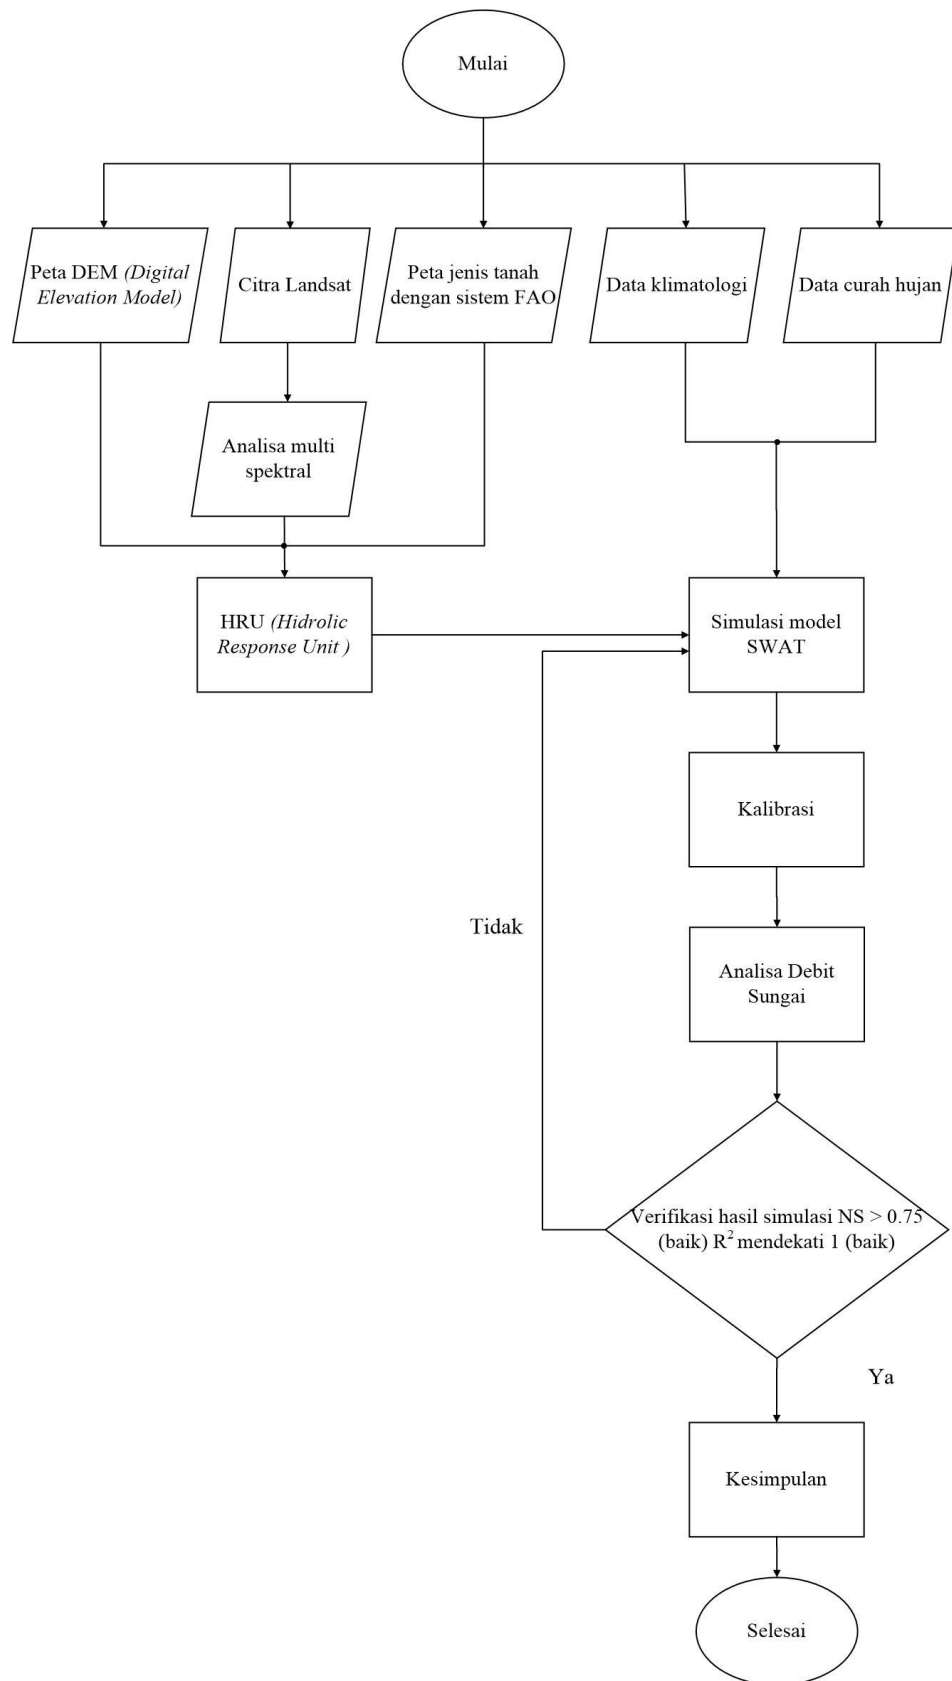 Mulai
Peta DEM (Digital
Elevation Model)
Citra Landsat
Peta jenis tanah
dengan sistem FAO
Data klimatologi
Data curah hujan
Analisa multi
spektral
HRU (Hidrolic
Response Unit )
Simulasi model
SWAT
Kalibrasi
Tidak
Analisa Debit
Sungai
Verifikasi hasil simulasi NS > 0.75
(baik) R² mendekati 1 (baik)
Ya
Kesimpulan
Selesai